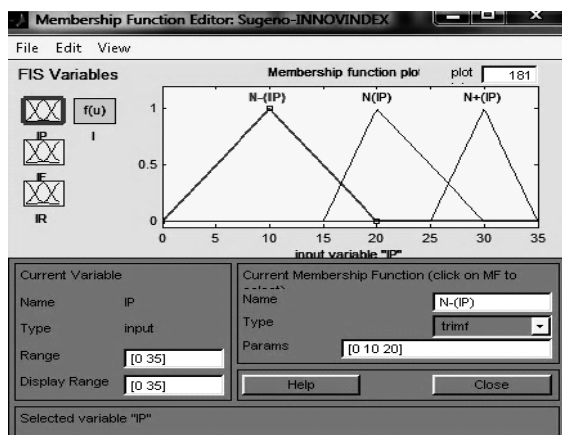 Membership Function Editor: Sugeno-INNOVINDEX
File Edit View
FIS Variables
Membership function plo
plot 181
IP
f(u)
I
IF
IR
N-(IP) N(IP) N+(IP)
1
0.5
0
0 5 10 15 20 25 30 35
input variable "IP"
Current Variable
Name IP
Type input
Range [0 35]
Display Range [0 35]
Current Membership Function (click on MF to
Name N-(IP)
Type trimf
Params [0 10 20]
Help Close
Selected variable "IP"